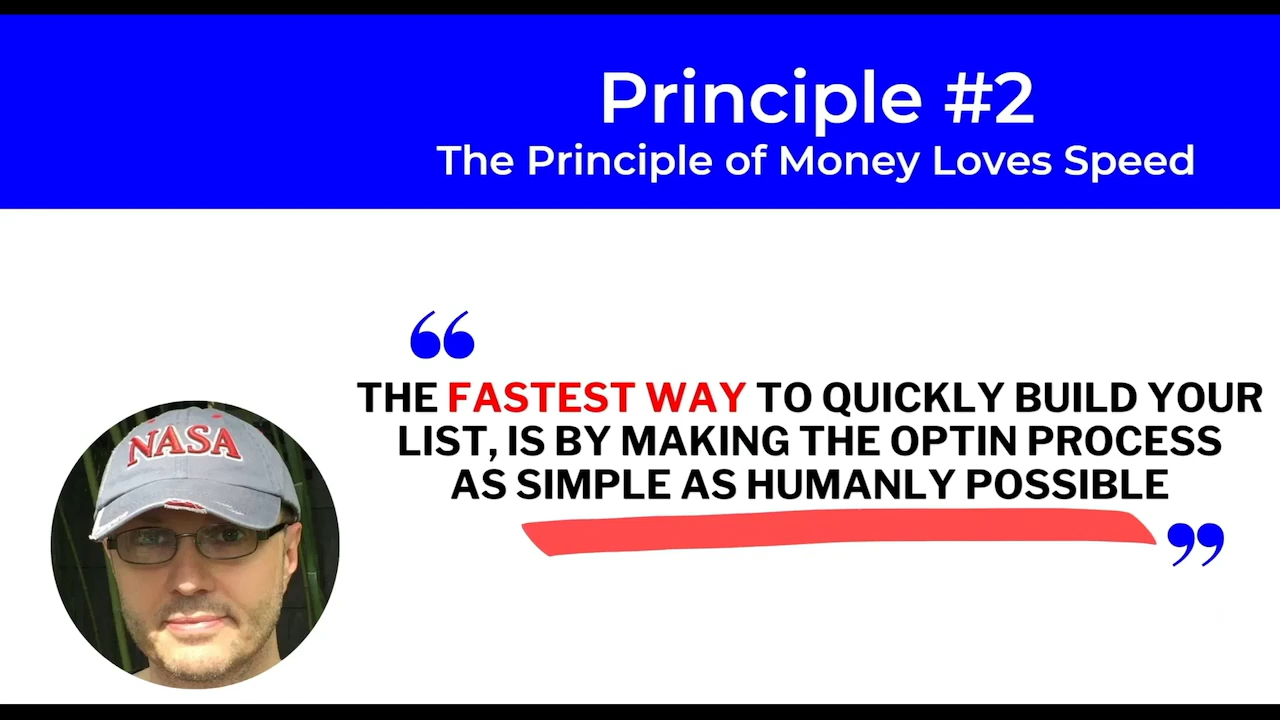 Principle #2
The Principle of Money Loves Speed
“
THE FASTEST WAY TO QUICKLY BUILD YOUR
LIST, IS BY MAKING THE OPTIN PROCESS
AS SIMPLE AS HUMANLY POSSIBLE
”
NASA